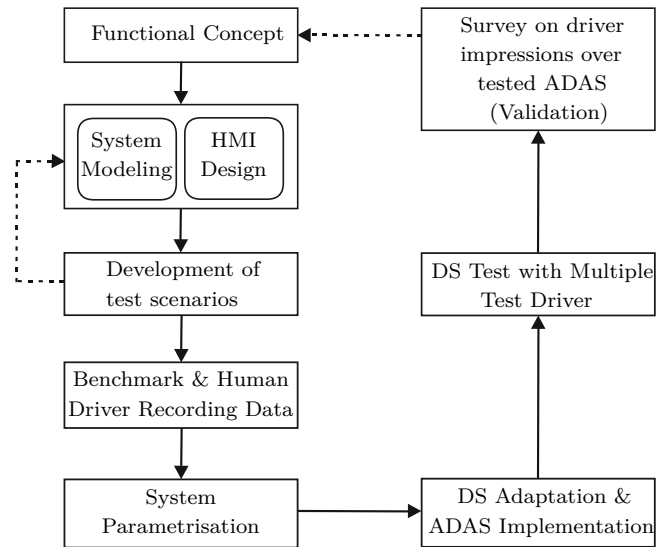 Functional Concept
System
Modeling
HMI
Design
Development of
test scenarios
Benchmark & Human
Driver Recording Data
System
Parametrisation
DS Adaptation &
ADAS Implementation
DS Test with Multiple
Test Driver
Survey on driver
impressions over
tested ADAS
(Validation)